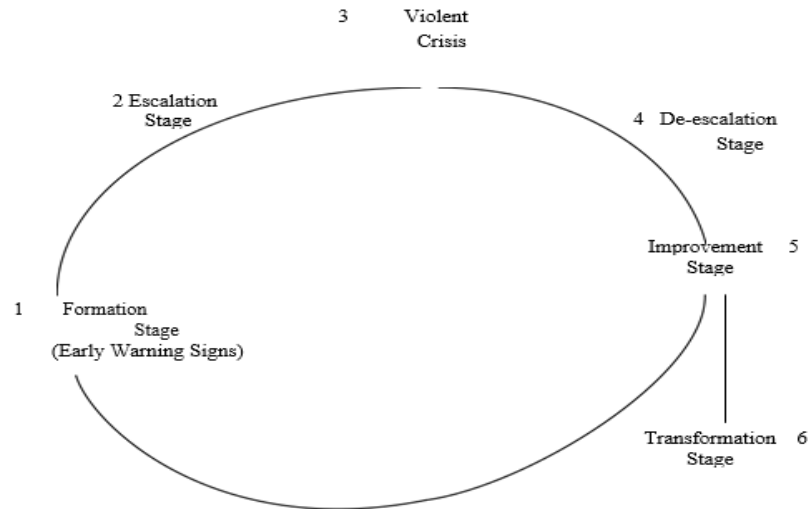 3 Violent
Crisis
2 Escalation
Stage
4 De-escalation
Stage
Improvement 5
Stage
1 Formation
Stage
(Early Warning Signs)
Transformation 6
Stage